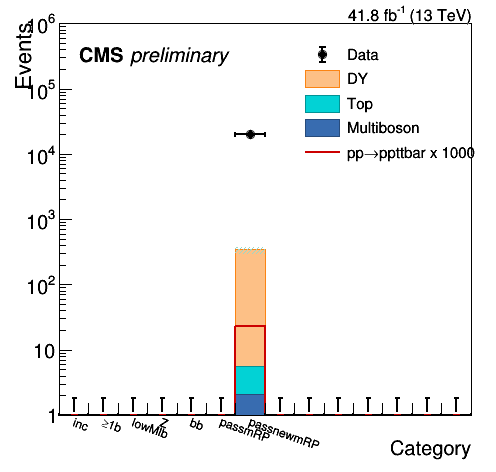 41.8 fb⁻¹ (13 TeV)
Events
10⁶
10⁵
10⁴
10³
10²
10
1
CMS preliminary
Data
DY
Top
Multiboson
pp→ppttbar x 1000
inc
≥1b
lowMib
Z
bb
passmRP
passnewmRP
Category